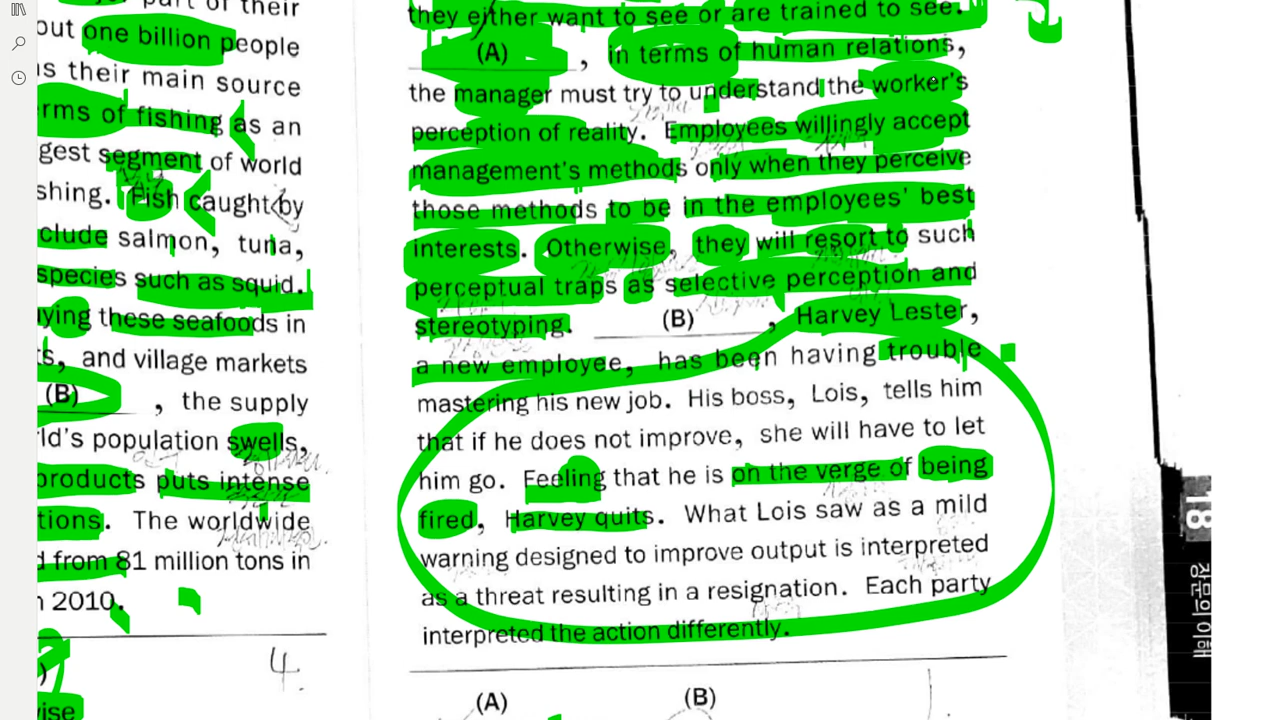 part of their
out one billion people
as their main source
erms of fishing as an
gest segment of world
shing. Fish caught by
clude salmon, tuna,
species such as squid.
ying these seafoods in
ts, and village markets
(B) , the supply
ld's population swells,
products puts intense
tions. The worldwide
d from 81 million tons in
n 2010.
4.
wise
they either want to see or are trained to see.
(A) , in terms of human relations,
the manager must try to understand the worker's
perception of reality. Employees willingly accept
management's methods only when they perceive
those methods to be in the employees' best
interests. Otherwise, they will resort to such
perceptual traps as selective perception and
stereotyping. (B) , Harvey Lester,
a new employee, has been having trouble
mastering his new job. His boss, Lois, tells him
that if he does not improve, she will have to let
him go. Feeling that he is on the verge of being
fired, Harvey quits. What Lois saw as a mild
warning designed to improve output is interpreted
as a threat resulting in a resignation. Each party
interpreted the action differently.
(A) (B)
18
장문의 이해